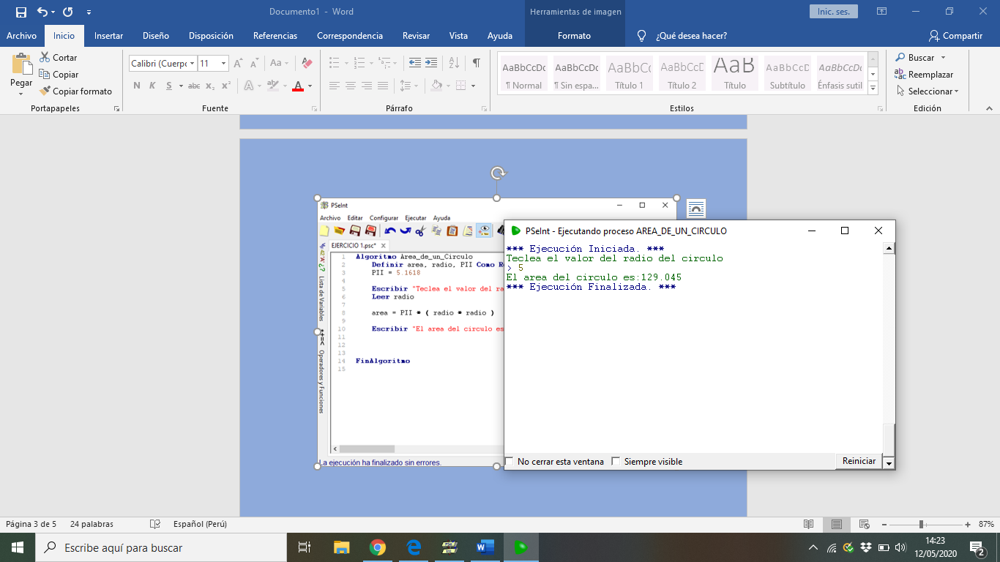 Documento1 - Word
Herramientas de imagen
Inic. ses.
Archivo
Inicio
Insertar
Diseño
Disposición
Referencias
Correspondencia
Revisar
Vista
Ayuda
Formato
¿Qué desea hacer?
Compartir
Pegar
Cortar
Copiar
Copiar formato
Portapapeles
Calibri (Cuerpo
11
A
A
Aa
N
K
S
abc
x₂
x²
A
aby
A
Fuente
Párrafo
AaBbCcDc
¶ Normal
AaBbCcDc
¶ Sin espa...
AaBbCc
Título 1
AaBbCcD
Título 2
AaB
Título
AaBbCcD
Subtítulo
AaBbCcDc
Énfasis sutil
Estilos
Buscar
Reemplazar
Seleccionar
Edición
PSeInt
Archivo Editar Configurar Ejecutar Ayuda
EJERCICIO 1.psc*
Lista de Variables
*+=< Operadores y Funciones
1 Algoritmo Area_de_un_Circulo
2 Definir area, radio, PII Como Re
3 PII = 5.1618
4
5 Escribir "Teclea el valor del ra
6 Leer radio
7
8 area = PII * ( radio * radio )
9
10 Escribir "El area del circulo es
11
12
13
14 FinAlgoritmo
15
La ejecución ha finalizado sin errores.
PSeInt - Ejecutando proceso AREA_DE_UN_CIRCULO
*** Ejecución Iniciada. ***
Teclea el valor del radio del circulo
> 5
El area del circulo es:129.045
*** Ejecución Finalizada. ***
No cerrar esta ventana
Siempre visible
Reiniciar
Página 3 de 5
24 palabras
Español (Perú)
87%
Escribe aquí para buscar
14:23
12/05/2020
2